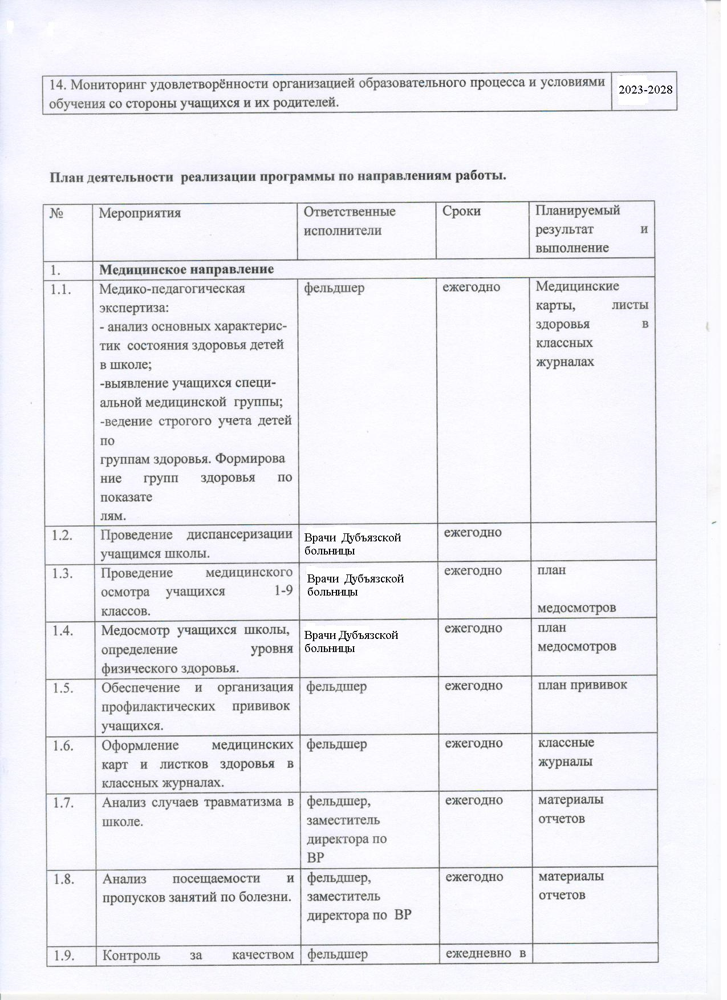 14. Мониторинг удовлетворённости организацией образовательного процесса и условиями
обучения со стороны учащихся и их родителей.
2023-2028
План деятельности  реализации программы по направлениям работы.
№
Мероприятия
Ответственные
исполнители
Сроки
Планируемый
результат и
выполнение
1.
Медицинское направление
1.1.
Медико-педагогическая
экспертиза:
- анализ основных характерис-
тик  состояния здоровья детей
в школе;
-выявление учащихся специ-
альной медицинской  группы;
-ведение строгого учета детей
по
группам здоровья. Формирова
ние групп здоровья по
показате
лям.
фельдшер
ежегодно
Медицинские
карты, листы
здоровья в
классных
журналах
1.2.
Проведение диспансеризации
учащимся школы.
Врачи  Дубъязской
больницы
ежегодно
1.3.
Проведение медицинского
осмотра учащихся 1-9
классов.
Врачи  Дубъязской
больницы
ежегодно
план
медосмотров
1.4.
Медосмотр учащихся школы,
определение уровня
физического здоровья.
Врачи Дубъязской
больницы
ежегодно
план
медосмотров
1.5.
Обеспечение и организация
профилактических прививок
учащихся.
фельдшер
ежегодно
план прививок
1.6.
Оформление медицинских
карт и листков здоровья в
классных журналах.
фельдшер
ежегодно
классные
журналы
1.7.
Анализ случаев травматизма в
школе.
фельдшер,
заместитель
директора по
ВР
ежегодно
материалы
отчетов
1.8.
Анализ посещаемости и
пропусков занятий по болезни.
фельдшер,
заместитель
директора по  ВР
ежегодно
материалы
отчетов
1.9.
Контроль за качеством
фельдшер
ежедневно в